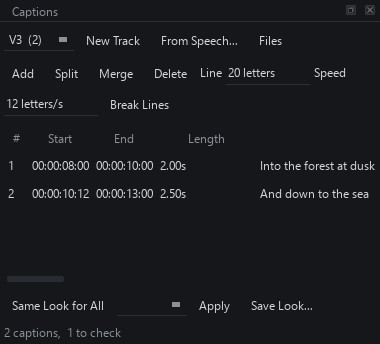 Captions
V3 (2) New Track From Speech... Files
Add Split Merge Delete Line 20 letters Speed
12 letters/s Break Lines
# Start End Length
1 00:00:08:00 00:00:10:00 2.00s Into the forest at dusk
2 00:00:10:12 00:00:13:00 2.50s And down to the sea
Same Look for All Apply Save Look...
2 captions, 1 to check